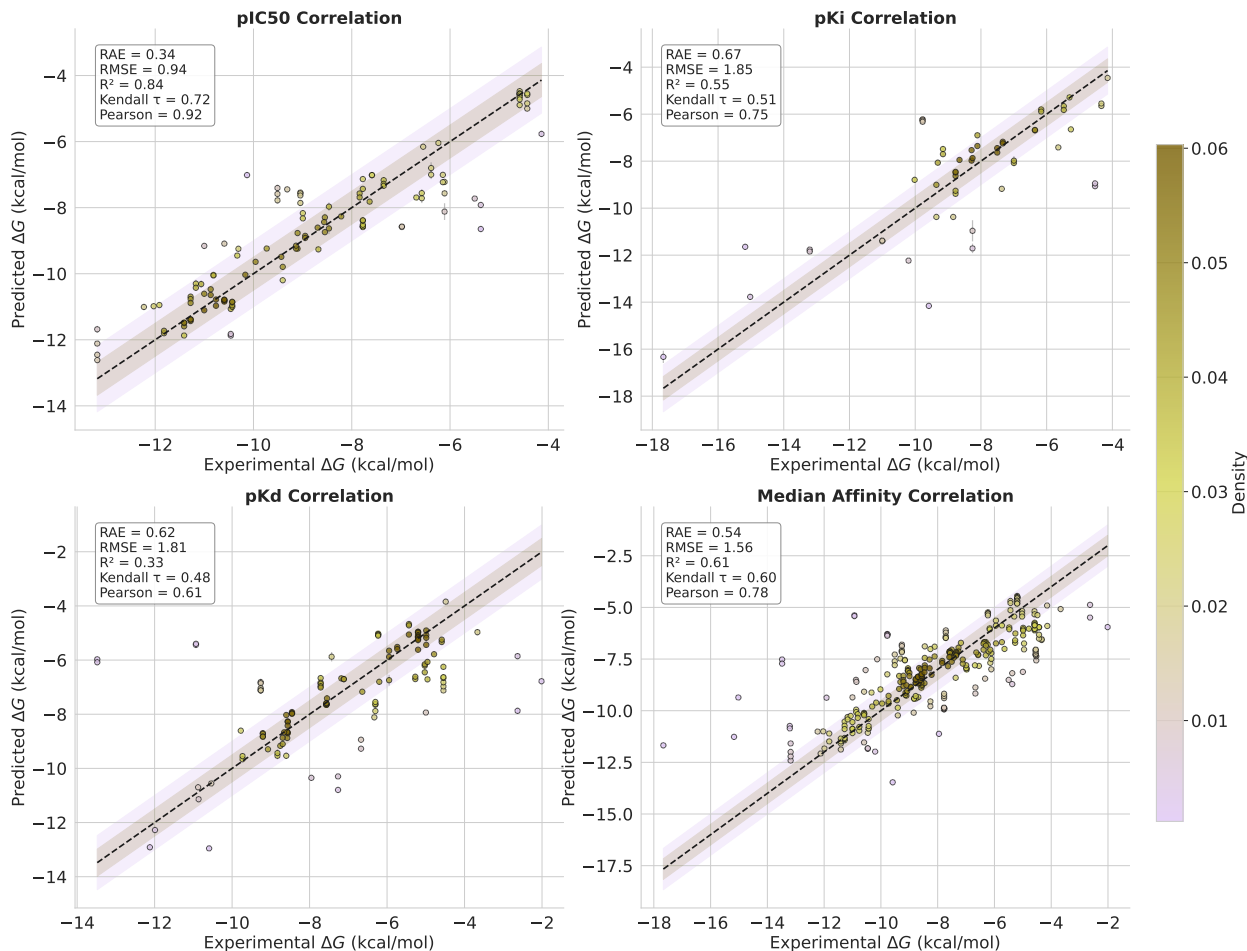 pIC50 Correlation
RAE = 0.34
RMSE = 0.94
R² = 0.84
Kendall τ = 0.72
Pearson = 0.92
Predicted ΔG (kcal/mol)
−4
−6
−8
−10
−12
−14
−12
−10
−8
−6
−4
Experimental ΔG (kcal/mol)
pKi Correlation
RAE = 0.67
RMSE = 1.85
R² = 0.55
Kendall τ = 0.51
Pearson = 0.75
Predicted ΔG (kcal/mol)
−4
−6
−8
−10
−12
−14
−16
−18
−18
−16
−14
−12
−10
−8
−6
−4
Experimental ΔG (kcal/mol)
pKd Correlation
RAE = 0.62
RMSE = 1.81
R² = 0.33
Kendall τ = 0.48
Pearson = 0.61
Predicted ΔG (kcal/mol)
−2
−4
−6
−8
−10
−12
−14
−14
−12
−10
−8
−6
−4
−2
Experimental ΔG (kcal/mol)
Median Affinity Correlation
RAE = 0.54
RMSE = 1.56
R² = 0.61
Kendall τ = 0.60
Pearson = 0.78
Predicted ΔG (kcal/mol)
−2.5
−5.0
−7.5
−10.0
−12.5
−15.0
−17.5
−18
−16
−14
−12
−10
−8
−6
−4
−2
Experimental ΔG (kcal/mol)
0.06
0.05
0.04
0.03
0.02
0.01
Density